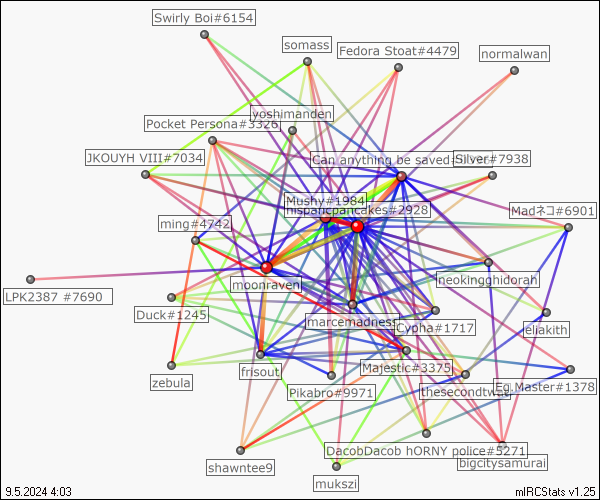 Swirly Boi#6154
somass
Fedora Stoat#4479
normalwan
yoshimanden
Pocket Persona#3326
JKOUYH VIII#7034
Can anything be saved
Silver#7938
Mushy#1984
hispanicpancakes#2928
Madネコ#6901
ming#4742
moonraven
neokingghidorah
LPK2387 #7690
Duck#1245
marcemadness
Cypha#1717
eliakith
zebula
frisout
Majestic#3375
Pikabro#9971
thesecondtwat
Eg.Master#1378
DacobDacob hORNY police#5271
shawntee9
bigcitysamurai
mukszi
9.5.2024 4:03
mIRCStats v1.25